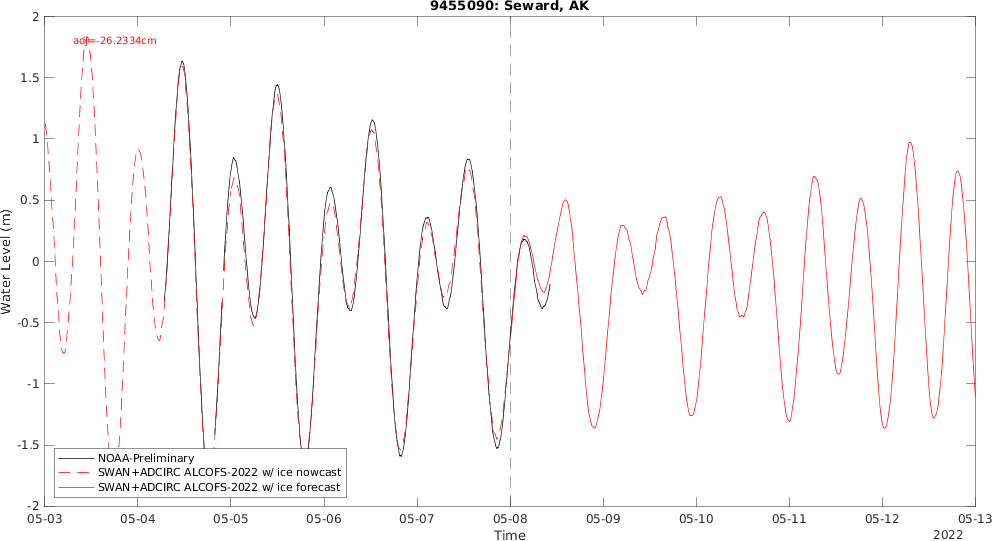 9455090: Seward, AK
adj=-26.2334cm
2
1.5
1
0.5
0
-0.5
-1
-1.5
-2
Water Level (m)
NOAA-Preliminary
SWAN+ADCIRC ALCOFS-2022 w/ ice nowcast
SWAN+ADCIRC ALCOFS-2022 w/ ice forecast
05-03 05-04 05-05 05-06 05-07 05-08 05-09 05-10 05-11 05-12 05-13
Time
2022